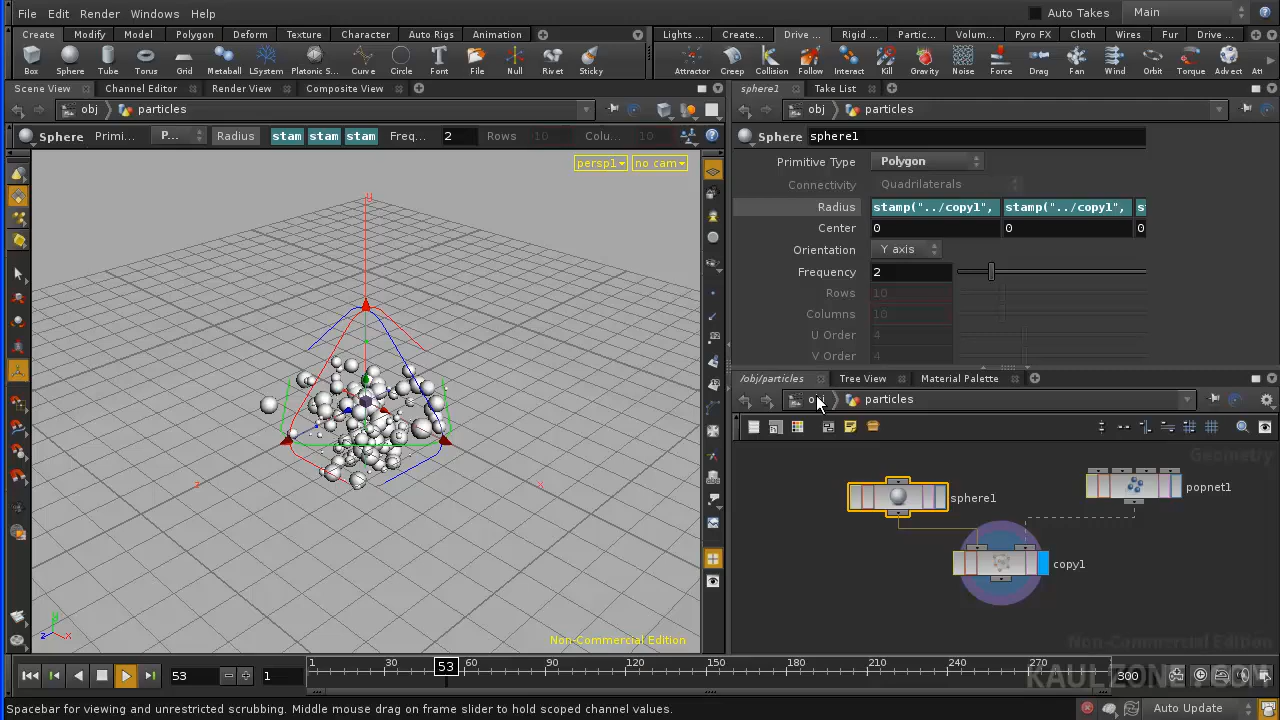 File Edit Render Windows Help Auto Takes Main
Create Modify Model Polygon Deform Texture Character Auto Rigs Animation Lights ... Create... Drive ... Rigid ... Partic... Volum... Pyro FX Cloth Wires Fur Drive ...
Box Sphere Tube Torus Grid Metaball LSystem Platonic S... Curve Circle Font File Null Rivet Sticky Attractor Creep Collision Follow Interact Kill Gravity Noise Force Drag Fan Wind Orbit Torque Advect
Scene View Channel Editor Render View Composite View sphere1 Take List
obj particles obj particles
Sphere Primi... P... Radius stam stam stam Freq... 2 Rows 10 Colu... 10 Sphere sphere1
persp1 no cam Primitive Type Polygon
Connectivity Quadrilaterals
Radius stamp("../copy1", stamp("../copy1", s
Center 0 0 0
Orientation Y axis
Frequency 2
Rows 10
Columns 10
U Order 4
V Order 4
/obj/particles Tree View Material Palette
obj particles
Geometry
sphere1 popnet1
copy1
y
z x
y
z x
Non-Commercial Edition Non-Commercial Edition
53 1 1 30 53 60 90 120 150 180 210 240 270 300
KAULZONE.COM
Spacebar for viewing and unrestricted scrubbing. Middle mouse drag on frame slider to hold scoped channel values. Auto Update